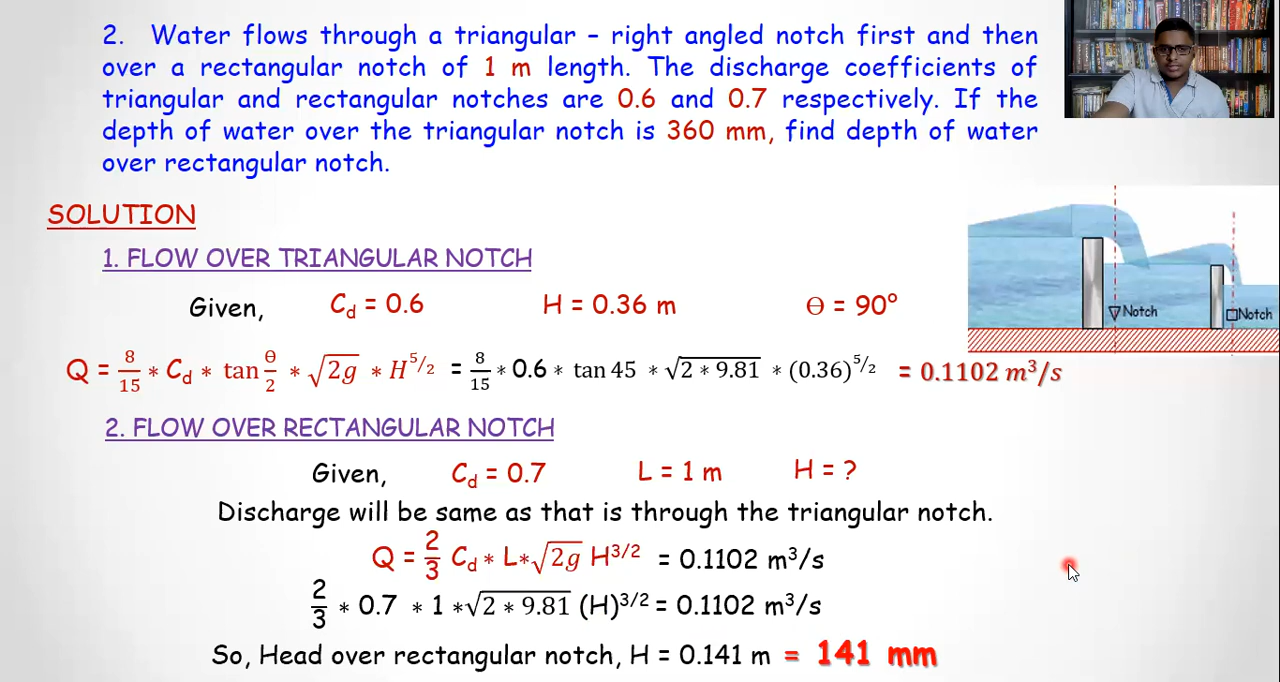 2. Water flows through a triangular – right angled notch first and then
over a rectangular notch of 1 m length. The discharge coefficients of
triangular and rectangular notches are 0.6 and 0.7 respectively. If the
depth of water over the triangular notch is 360 mm, find depth of water
over rectangular notch.
SOLUTION
1. FLOW OVER TRIANGULAR NOTCH
Given, C_d = 0.6 H = 0.36 m Ɵ = 90°
▽Notch □Notch
Q = 8/15 * C_d * tan Ɵ/2 * √2g * H^5/2 = 8/15 * 0.6 * tan 45 * √2 * 9.81 * (0.36)^5/2 = 0.1102 m³/s
2. FLOW OVER RECTANGULAR NOTCH
Given, C_d = 0.7 L = 1 m H = ?
Discharge will be same as that is through the triangular notch.
Q = 2/3 C_d * L * √2g H^3/2 = 0.1102 m³/s
2/3 * 0.7 * 1 * √2 * 9.81 (H)^3/2 = 0.1102 m³/s
So, Head over rectangular notch, H = 0.141 m = 141 mm